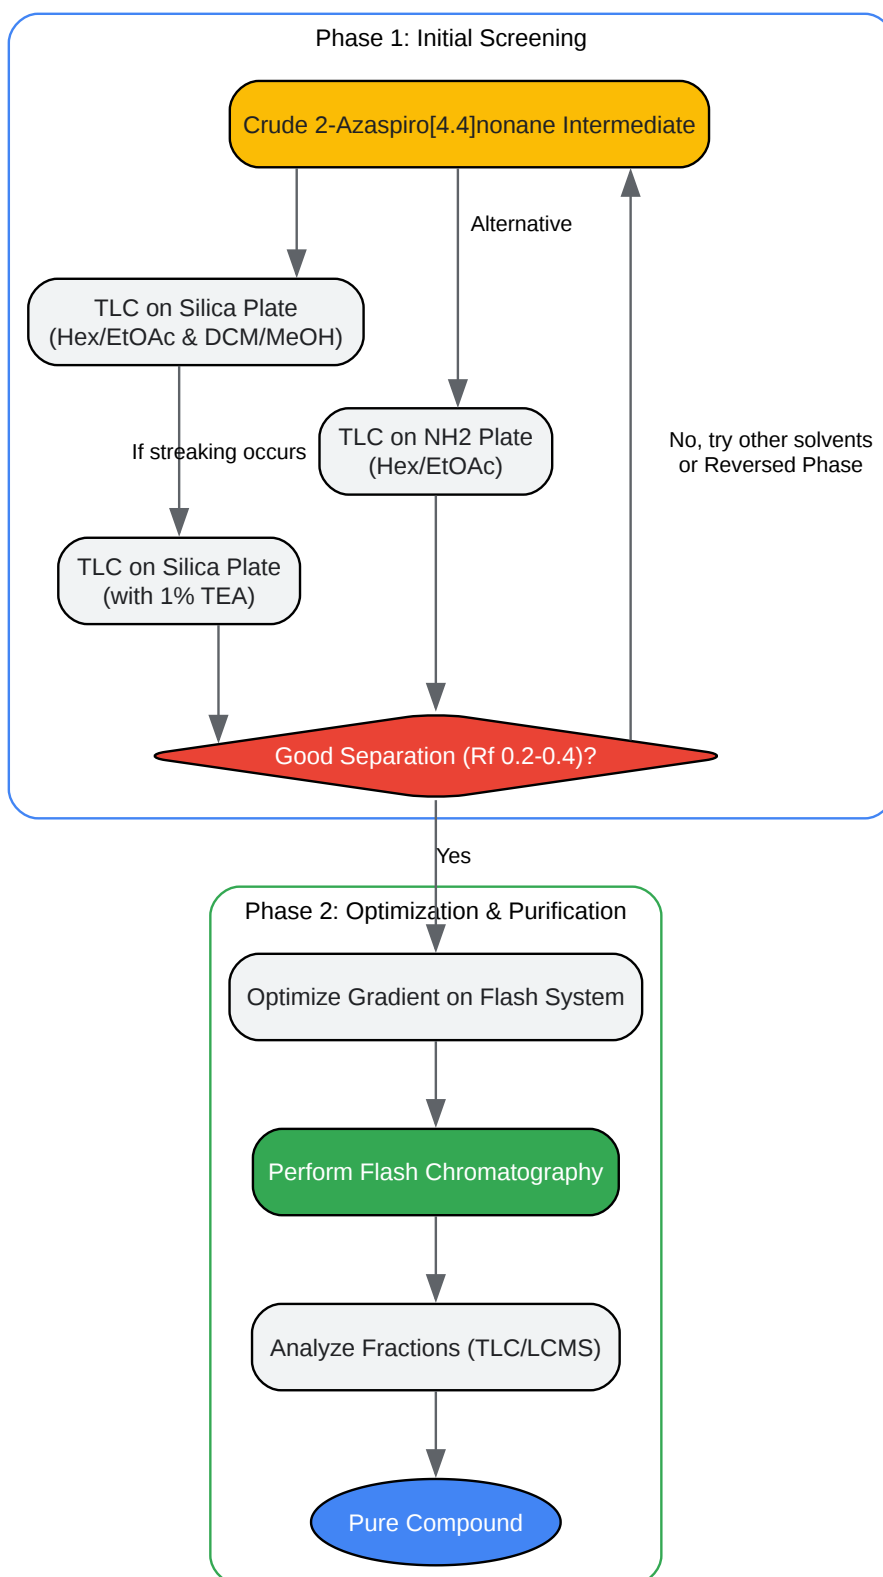 Phase 1: Initial Screening
Crude 2-Azaspiro[4.4]nonane Intermediate
Alternative
TLC on Silica Plate
(Hex/EtOAc & DCM/MeOH)
TLC on NH2 Plate
(Hex/EtOAc)
If streaking occurs
No, try other solvents
or Reversed Phase
TLC on Silica Plate
(with 1% TEA)
Good Separation (Rf 0.2-0.4)?
Yes
Phase 2: Optimization & Purification
Optimize Gradient on Flash System
Perform Flash Chromatography
Analyze Fractions (TLC/LCMS)
Pure Compound